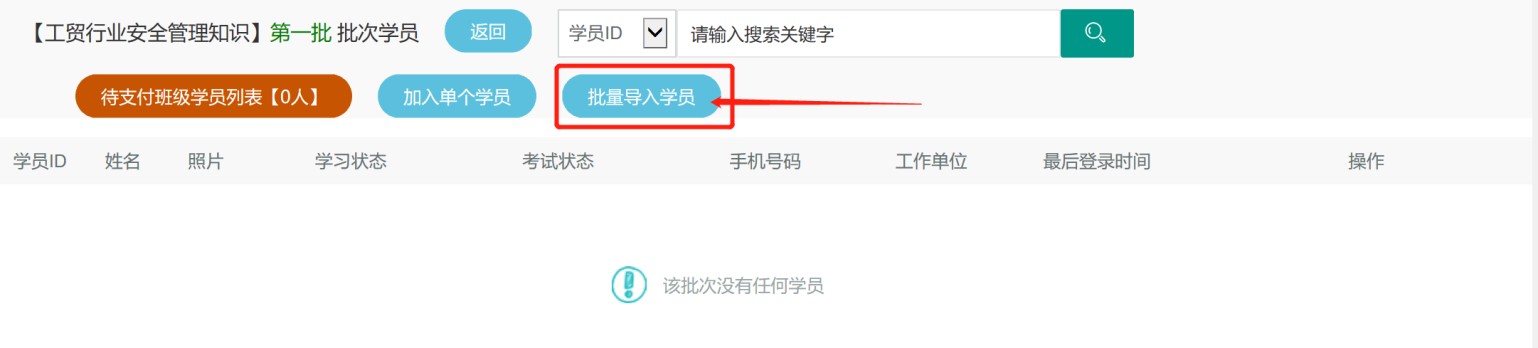 【工贸行业安全管理知识】第一批 批次学员 返回 学员ID 请输入搜索关键字
待支付班级学员列表【0人】 加入单个学员 批量导入学员
学员ID 姓名 照片 学习状态 考试状态 手机号码 工作单位 最后登录时间 操作
该批次没有任何学员